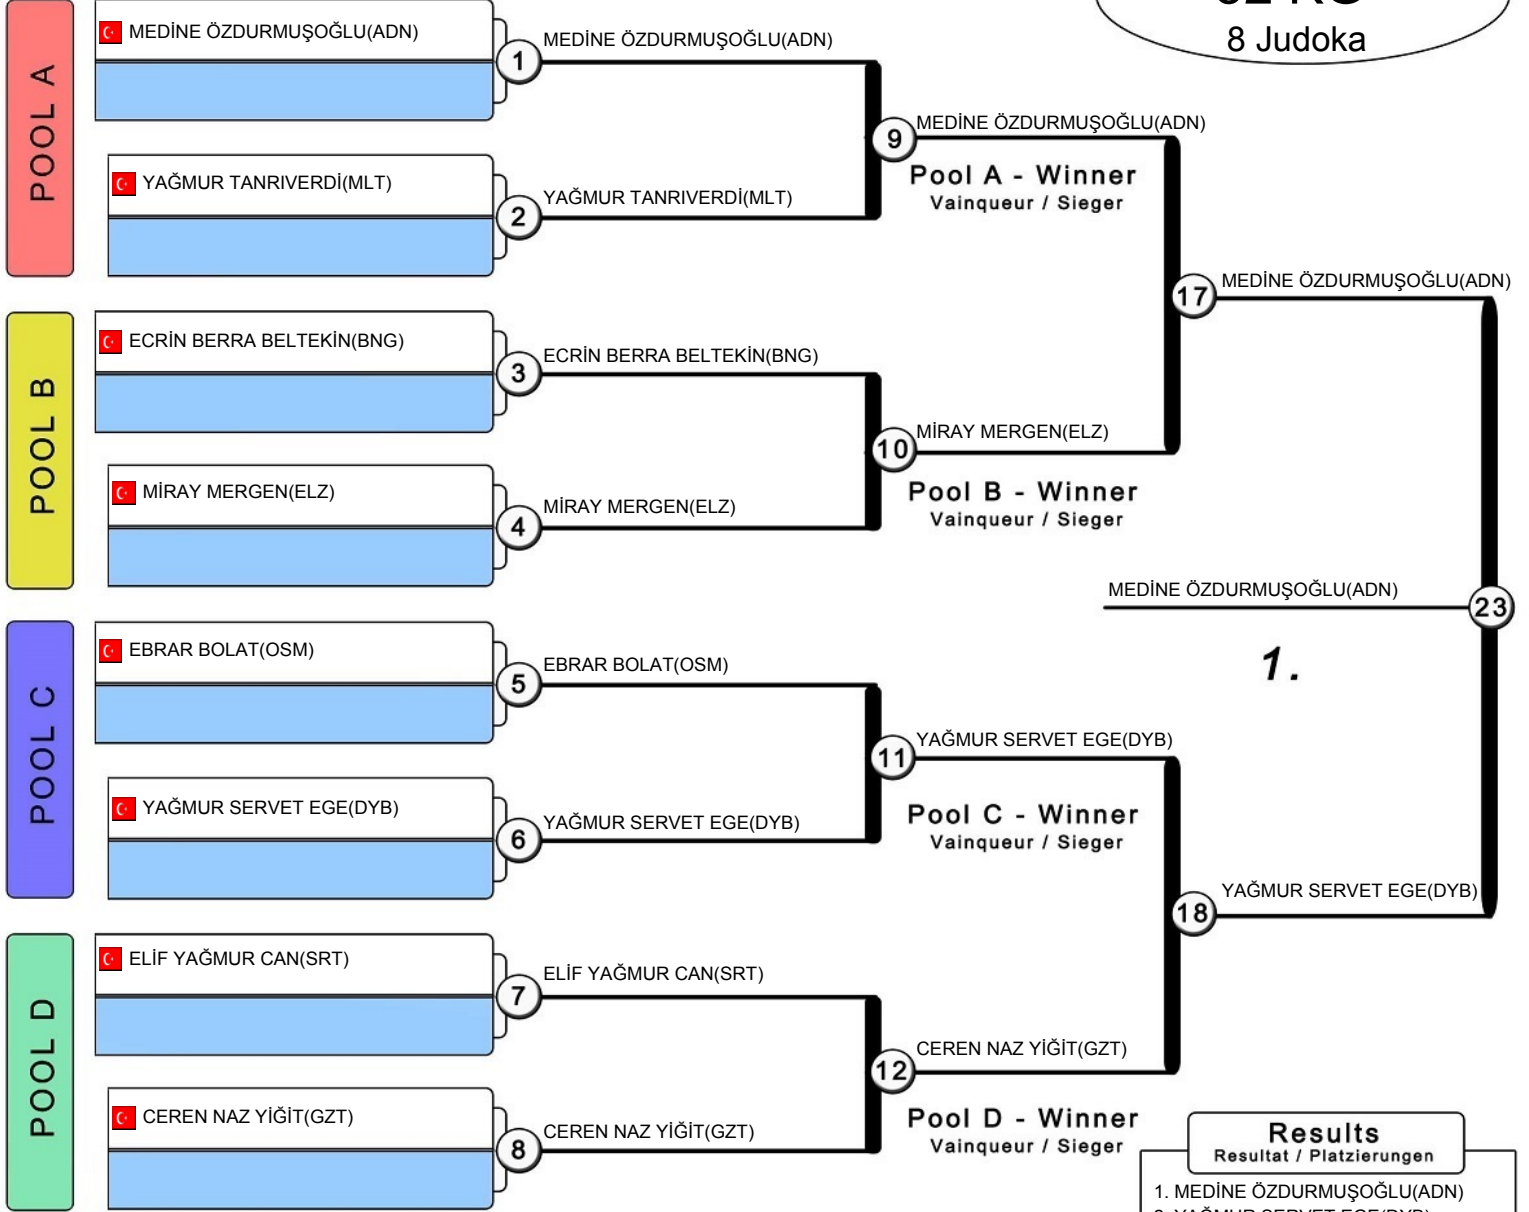 8 Judoka
POOL A
MEDİNE ÖZDURMUŞOĞLU(ADN)
1
MEDİNE ÖZDURMUŞOĞLU(ADN)
YAĞMUR TANRIVERDİ(MLT)
2
YAĞMUR TANRIVERDİ(MLT)
9
MEDİNE ÖZDURMUŞOĞLU(ADN)
Pool A - Winner
Vainqueur / Sieger
POOL B
ECRİN BERRA BELTEKİN(BNG)
3
ECRİN BERRA BELTEKİN(BNG)
MİRAY MERGEN(ELZ)
4
MİRAY MERGEN(ELZ)
10
MİRAY MERGEN(ELZ)
Pool B - Winner
Vainqueur / Sieger
17
MEDİNE ÖZDURMUŞOĞLU(ADN)
MEDİNE ÖZDURMUŞOĞLU(ADN)
23
1.
POOL C
EBRAR BOLAT(OSM)
5
EBRAR BOLAT(OSM)
YAĞMUR SERVET EGE(DYB)
6
YAĞMUR SERVET EGE(DYB)
11
YAĞMUR SERVET EGE(DYB)
Pool C - Winner
Vainqueur / Sieger
18
YAĞMUR SERVET EGE(DYB)
POOL D
ELİF YAĞMUR CAN(SRT)
7
ELİF YAĞMUR CAN(SRT)
CEREN NAZ YİĞİT(GZT)
8
CEREN NAZ YİĞİT(GZT)
12
CEREN NAZ YİĞİT(GZT)
Pool D - Winner
Vainqueur / Sieger
Results
Resultat / Platzierungen
1. MEDİNE ÖZDURMUŞOĞLU(ADN)
2. YAĞMUR SERVET EGE(DYB)